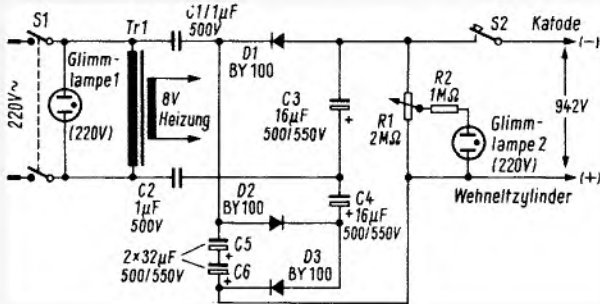 S1
220V~
Glimm-
lampe 1
(220V)
Tr1
8V
Heizung
C1/1µF
500V
C2
1µF
500V
D1
BY 100
C3
16µF
500/550V
+
D2
BY 100
C4
+16µF
500/550V
2×32µF
500/550V
C5
+
C6
+
D3
BY 100
R1
2MΩ
R2
1MΩ
Glimm-
lampe 2
(220V)
S2
Katode
(−)
942V
(+)
Wehneltzylinder